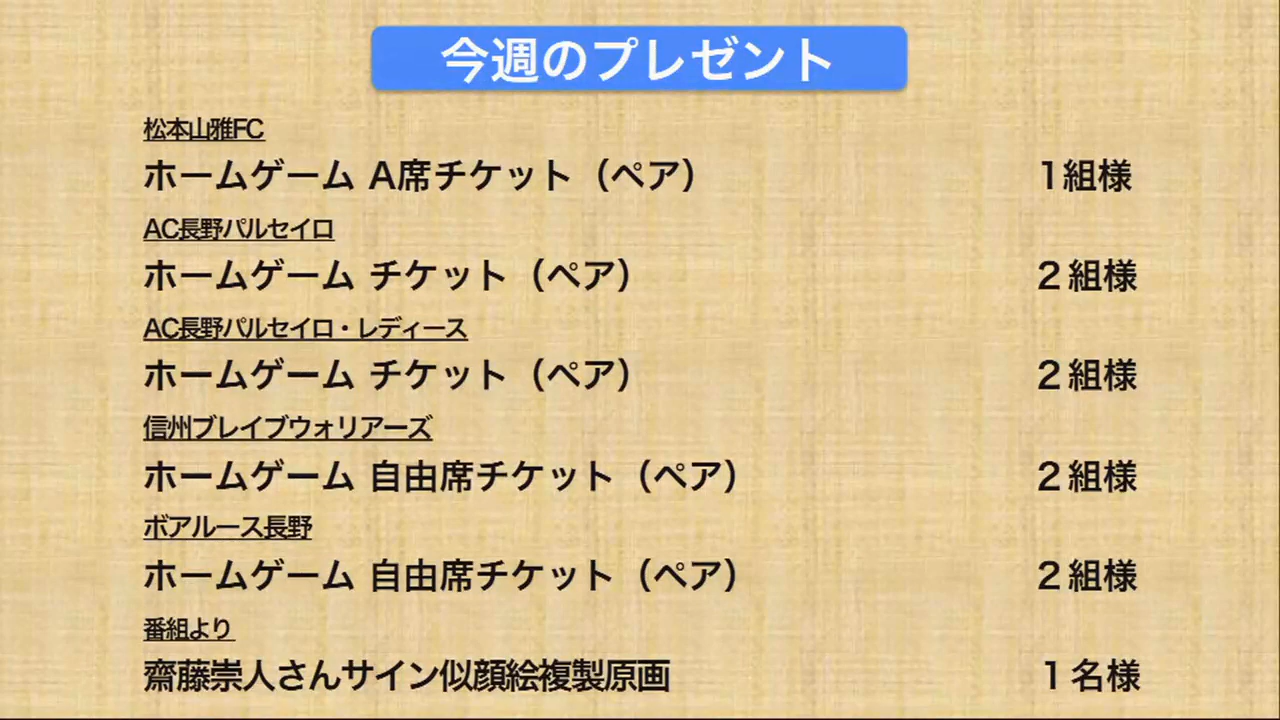 今週のプレゼント
松本山雅FC
ホームゲーム A席チケット（ペア） 1組様
AC長野パルセイロ
ホームゲーム チケット（ペア） 2組様
AC長野パルセイロ・レディース
ホームゲーム チケット（ペア） 2組様
信州ブレイブウォリアーズ
ホームゲーム 自由席チケット（ペア） 2組様
ボアルース長野
ホームゲーム 自由席チケット（ペア） 2組様
番組より
齋藤崇人さんサイン似顔絵複製原画 1名様